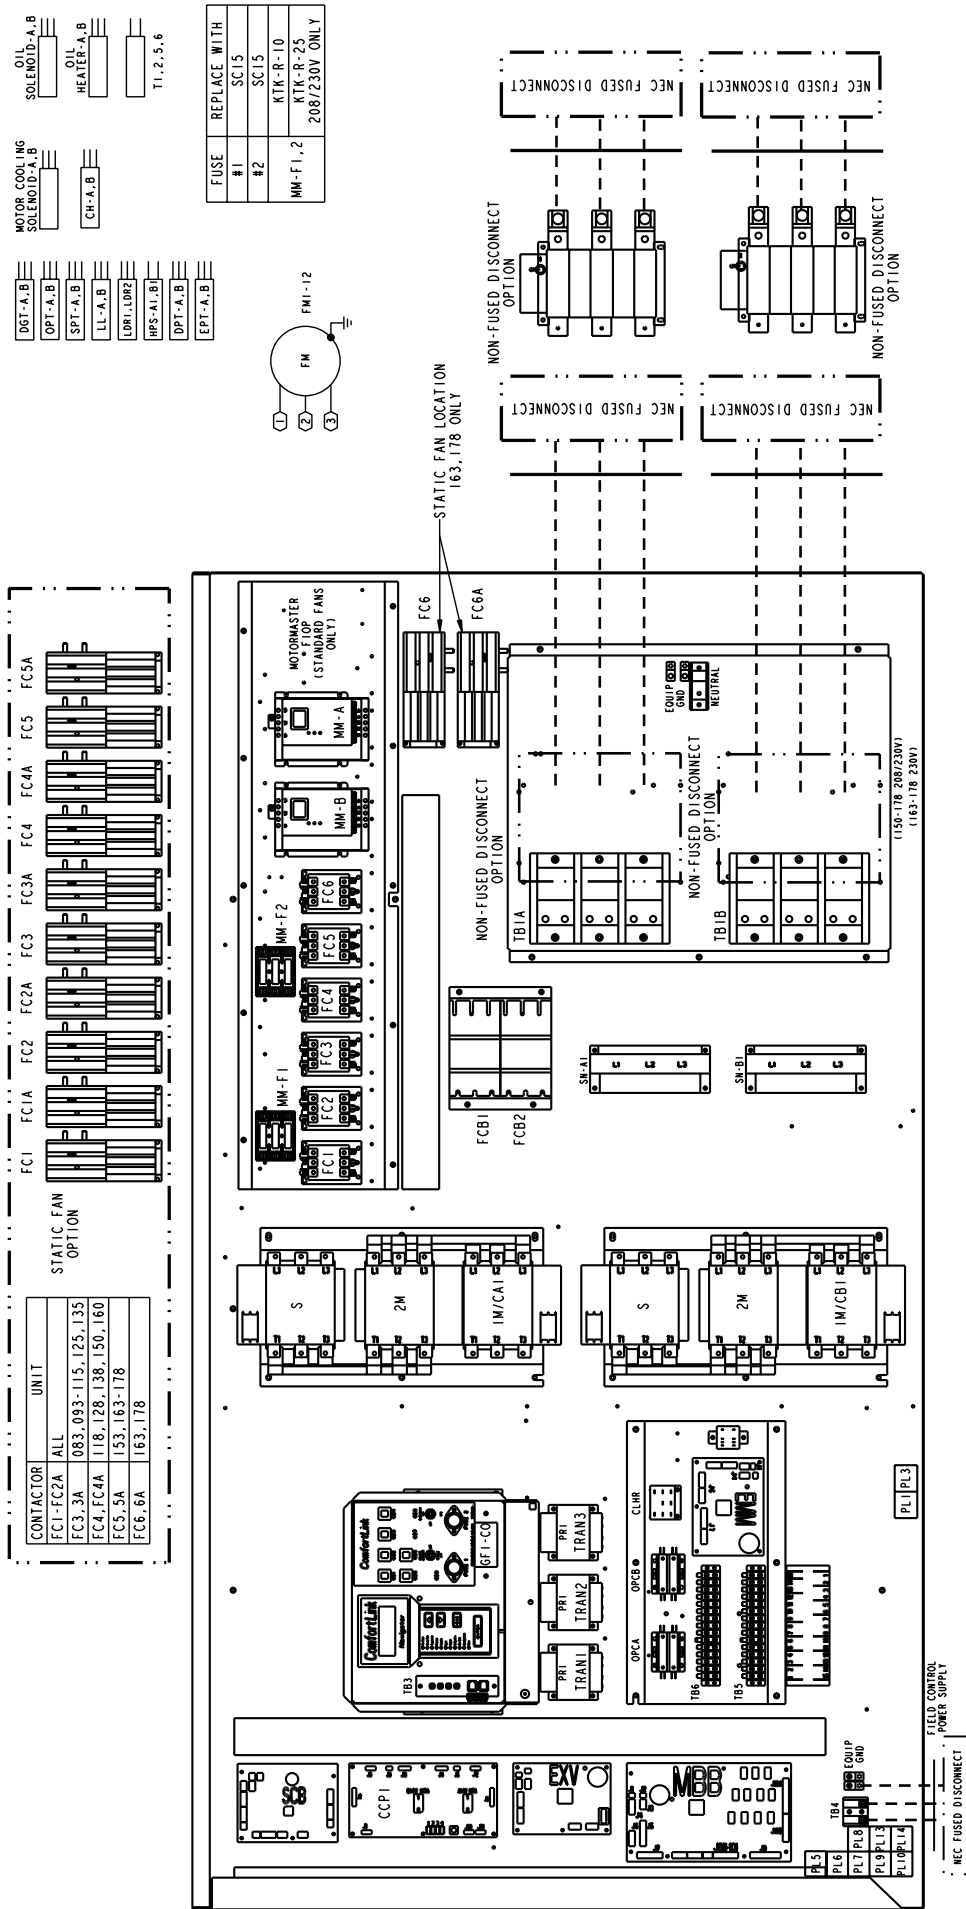 OIL
SOLENOID-A,B
OIL
HEATER-A,B
T1,2,5,6
MOTOR COOLING
SOLENOID-A,B
CH-A,B
DGT-A,B
OPT-A,B
SPT-A,B
LL-A,B
LDR1,LDR2
HPS-A1,B1
DPT-A,B
EPT-A,B
FUSE REPLACE WITH
#1 SC15
#2 SC15
MM-F1,2 KTK-R-10
KTK-R-25
208/230V ONLY
FM1-12
FM
1
2
3
NEC FUSED DISCONNECT
NEC FUSED DISCONNECT
NON-FUSED DISCONNECT
OPTION
NON-FUSED DISCONNECT
OPTION
NEC FUSED DISCONNECT
NEC FUSED DISCONNECT
STATIC FAN LOCATION
163,178 ONLY
FC6
FC6A
FC5A
FC5
FC4A
FC4
FC3A
FC3
FC2A
FC2
FC1A
FC1
STATIC FAN
OPTION
CONTACTOR UNIT
FC1-FC2A ALL
FC3,3A 083,093-115,125,135
FC4,FC4A 118,128,138,150,160
FC5,5A 153,163-178
FC6,6A 163,178
MOTORMASTER
FIOP
(STANDARD FANS
ONLY)
MM-A
MM-B
FC6
FC5
FC4
FC3
FC2
FC1
MM-F2
MM-F1
NON-FUSED DISCONNECT
OPTION
EQUIP
GND
NEUTRAL
NON-FUSED DISCONNECT
OPTION
(150-178 208/230V)
(163-178 230V)
TB1A
TB1B
FCB1
FCB2
SN-A1
L1 L2 L3
SN-B1
L1 L2 L3
S
2M
1M/CA1
S
2M
1M/CB1
ComfortLink
ComfortLink
Navigator
GFI-CO
TB3
PRI
TRAN3
PRI
TRAN2
PRI
TRAN1
CLHR
OPCB
OPCA
EMM
TB6
TB5
PL1 PL3
SCB
CCP1
EXV
MBB
FIELD CONTROL
POWER SUPPLY
EQUIP
GND
TB4
PL5
PL6
PL7 PL8
PL9 PL13
PL10 PL14
NEC FUSED DISCONNECT